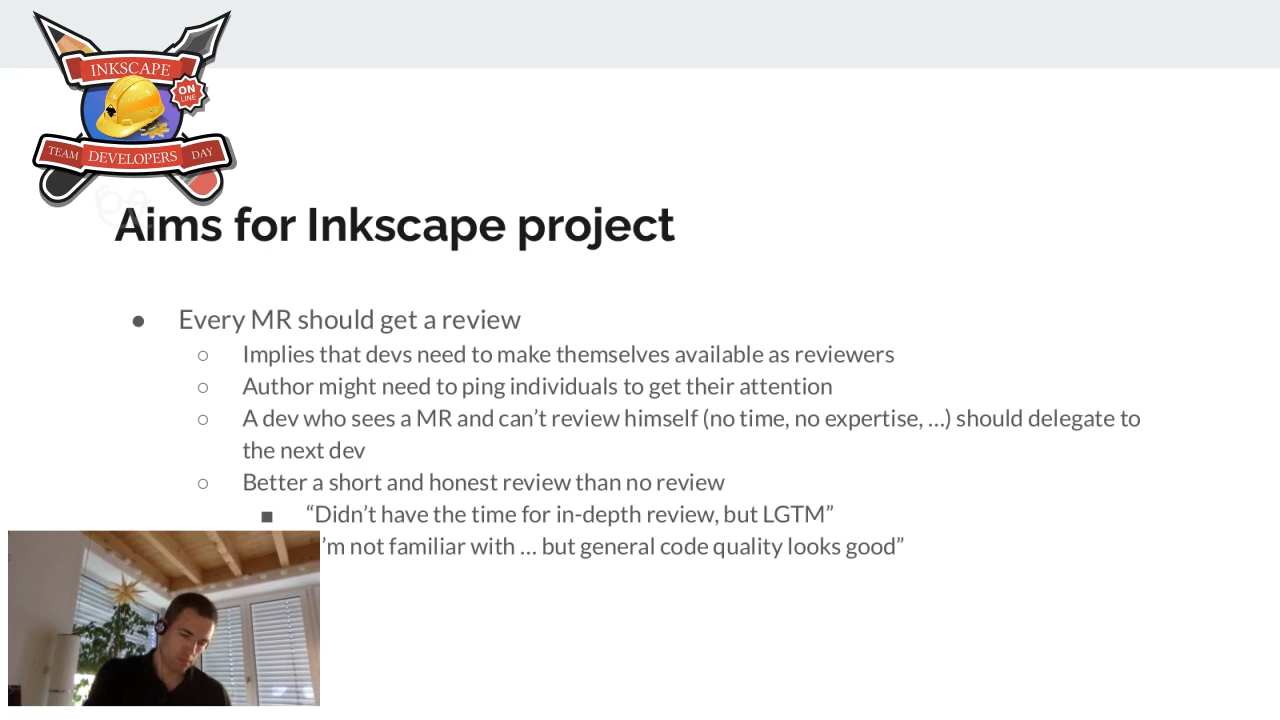 INKSCAPE
ON
LINE
TEAM DEVELOPERS DAY
Aims for Inkscape project
● Every MR should get a review
○ Implies that devs need to make themselves available as reviewers
○ Author might need to ping individuals to get their attention
○ A dev who sees a MR and can’t review himself (no time, no expertise, …) should delegate to
the next dev
○ Better a short and honest review than no review
■ “Didn’t have the time for in-depth review, but LGTM”
’m not familiar with … but general code quality looks good”